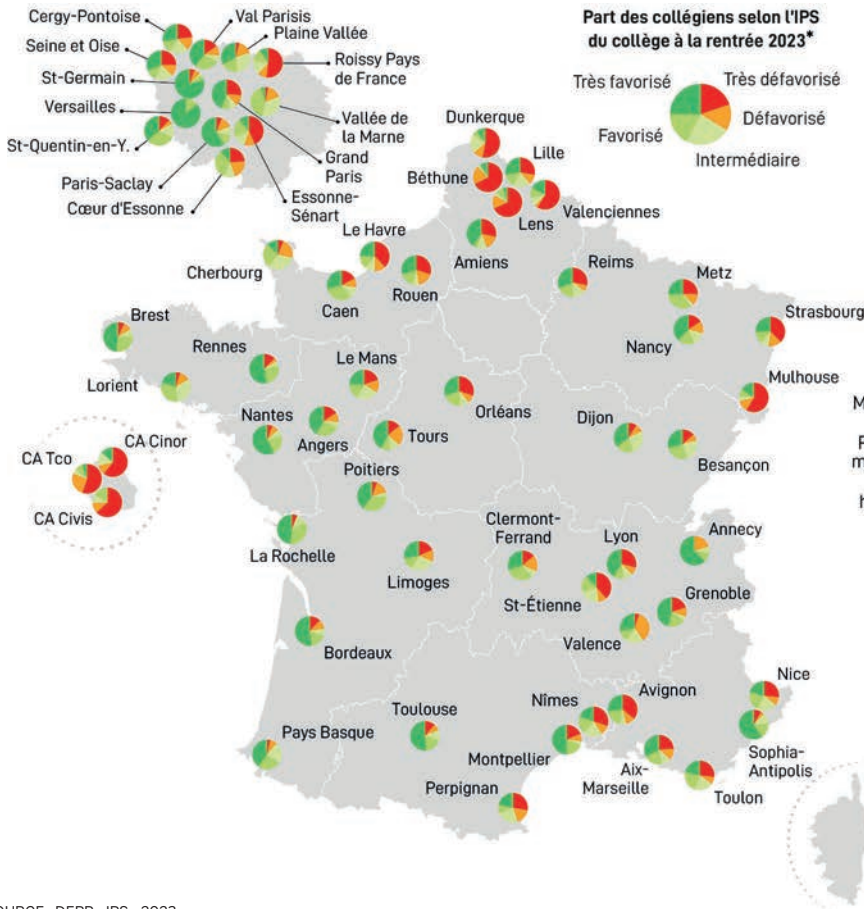 Part des collégiens selon l'IPS
du collège à la rentrée 2023*
Très favorisé
Très défavorisé
Favorisé
Défavorisé
Intermédiaire
Cergy-Pontoise
Val Parisis
Plaine Vallée
Seine et Oise
Roissy Pays
de France
St-Germain
Versailles
Vallée de
la Marne
St-Quentin-en-Y.
Grand
Paris
Paris-Saclay
Essonne-
Sénart
Cœur d'Essonne
Dunkerque
Lille
Béthune
Valenciennes
Lens
Le Havre
Amiens
Cherbourg
Rouen
Caen
Reims
Metz
Nancy
Strasbourg
Mulhouse
Brest
Rennes
Le Mans
Lorient
Orléans
Nantes
Angers
Tours
Dijon
Besançon
Poitiers
CA Cinor
CA Tco
CA Civis
La Rochelle
Limoges
Clermont-
Ferrand
Lyon
Annecy
St-Étienne
Grenoble
Valence
Bordeaux
Nice
Avignon
Nîmes
Toulouse
Pays Basque
Montpellier
Sophia-
Antipolis
Aix-
Marseille
Toulon
Perpignan